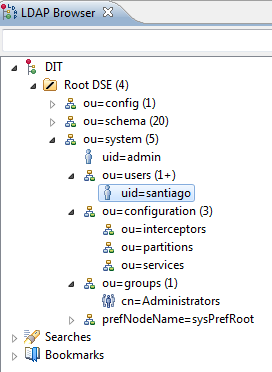 LDAP Browser
DIT
Root DSE (4)
ou=config (1)
ou=schema (20)
ou=system (5)
uid=admin
ou=users (1+)
uid=santiago
ou=configuration (3)
ou=interceptors
ou=partitions
ou=services
ou=groups (1)
cn=Administrators
prefNodeName=sysPrefRoot
Searches
Bookmarks